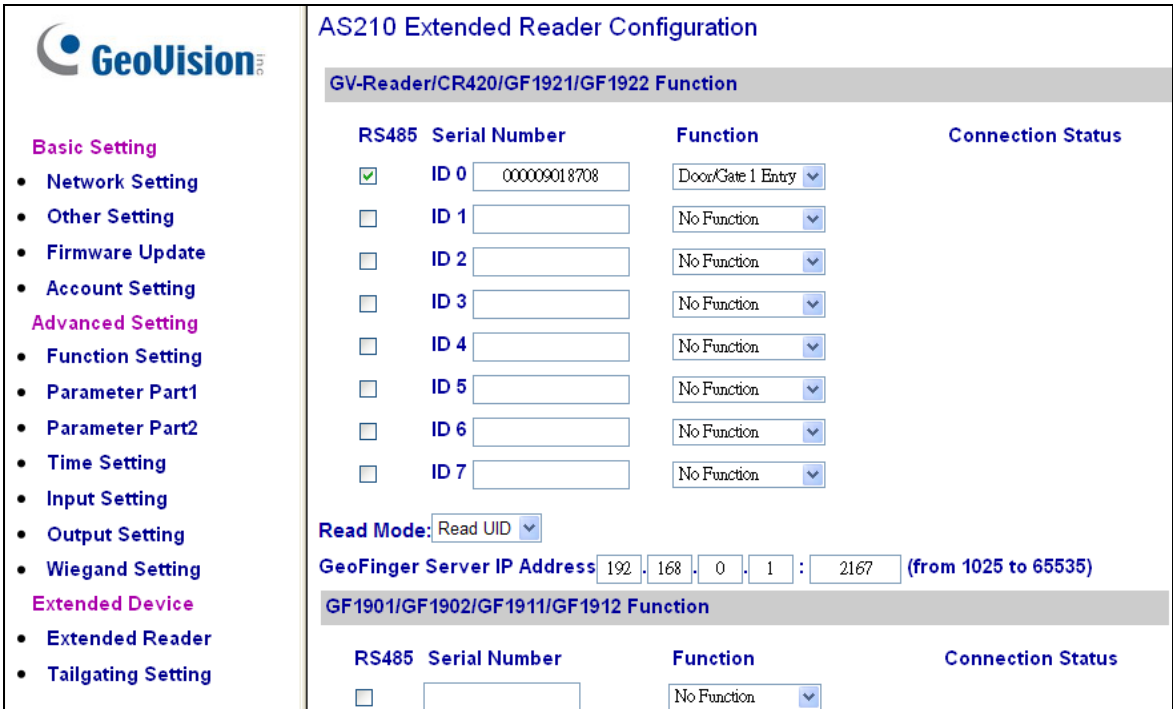 GeoVision inc
Basic Setting
Network Setting
Other Setting
Firmware Update
Account Setting
Advanced Setting
Function Setting
Parameter Part1
Parameter Part2
Time Setting
Input Setting
Output Setting
Wiegand Setting
Extended Device
Extended Reader
Tailgating Setting
AS210 Extended Reader Configuration
GV-Reader/CR420/GF1921/GF1922 Function
RS485 Serial Number Function Connection Status
ID 0 000009018708 Door/Gate 1 Entry
ID 1 No Function
ID 2 No Function
ID 3 No Function
ID 4 No Function
ID 5 No Function
ID 6 No Function
ID 7 No Function
Read Mode: Read UID
GeoFinger Server IP Address 192 . 168 . 0 . 1 : 2167 (from 1025 to 65535)
GF1901/GF1902/GF1911/GF1912 Function
RS485 Serial Number Function Connection Status
No Function